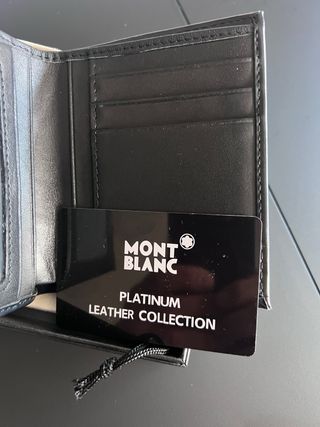 MONT
BLANC
PLATINUM
LEATHER COLLECTION